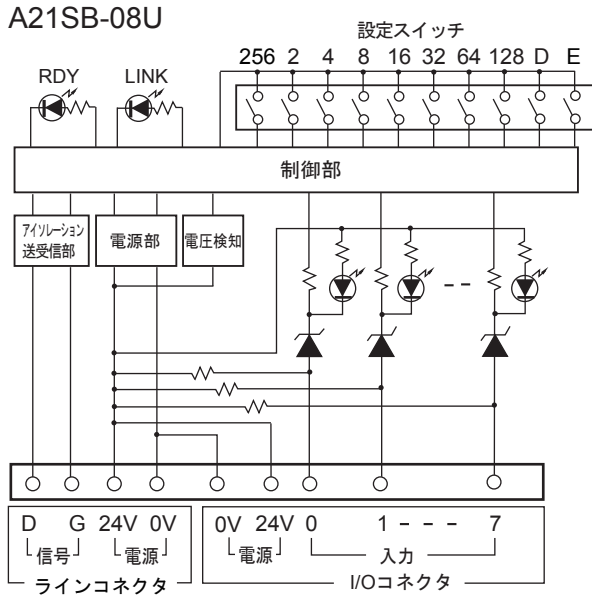 A21SB-08U
設定スイッチ
256 2 4 8 16 32 64 128 D E
RDY LINK
制御部
アイソレーション
送受信部
電源部
電圧検知
D G 24V 0V 0V 24V 0 1 - - - 7
信号 電源 電源 入力
ラインコネクタ I/Oコネクタ